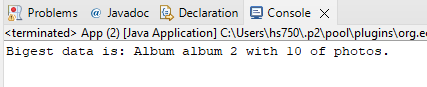 Problems Javadoc Declaration Console
<terminated> App (2) [Java Application] C:\Users\hs750\.p2\pool\plugins\org.ec
Bigest data is: Album album 2 with 10 of photos.